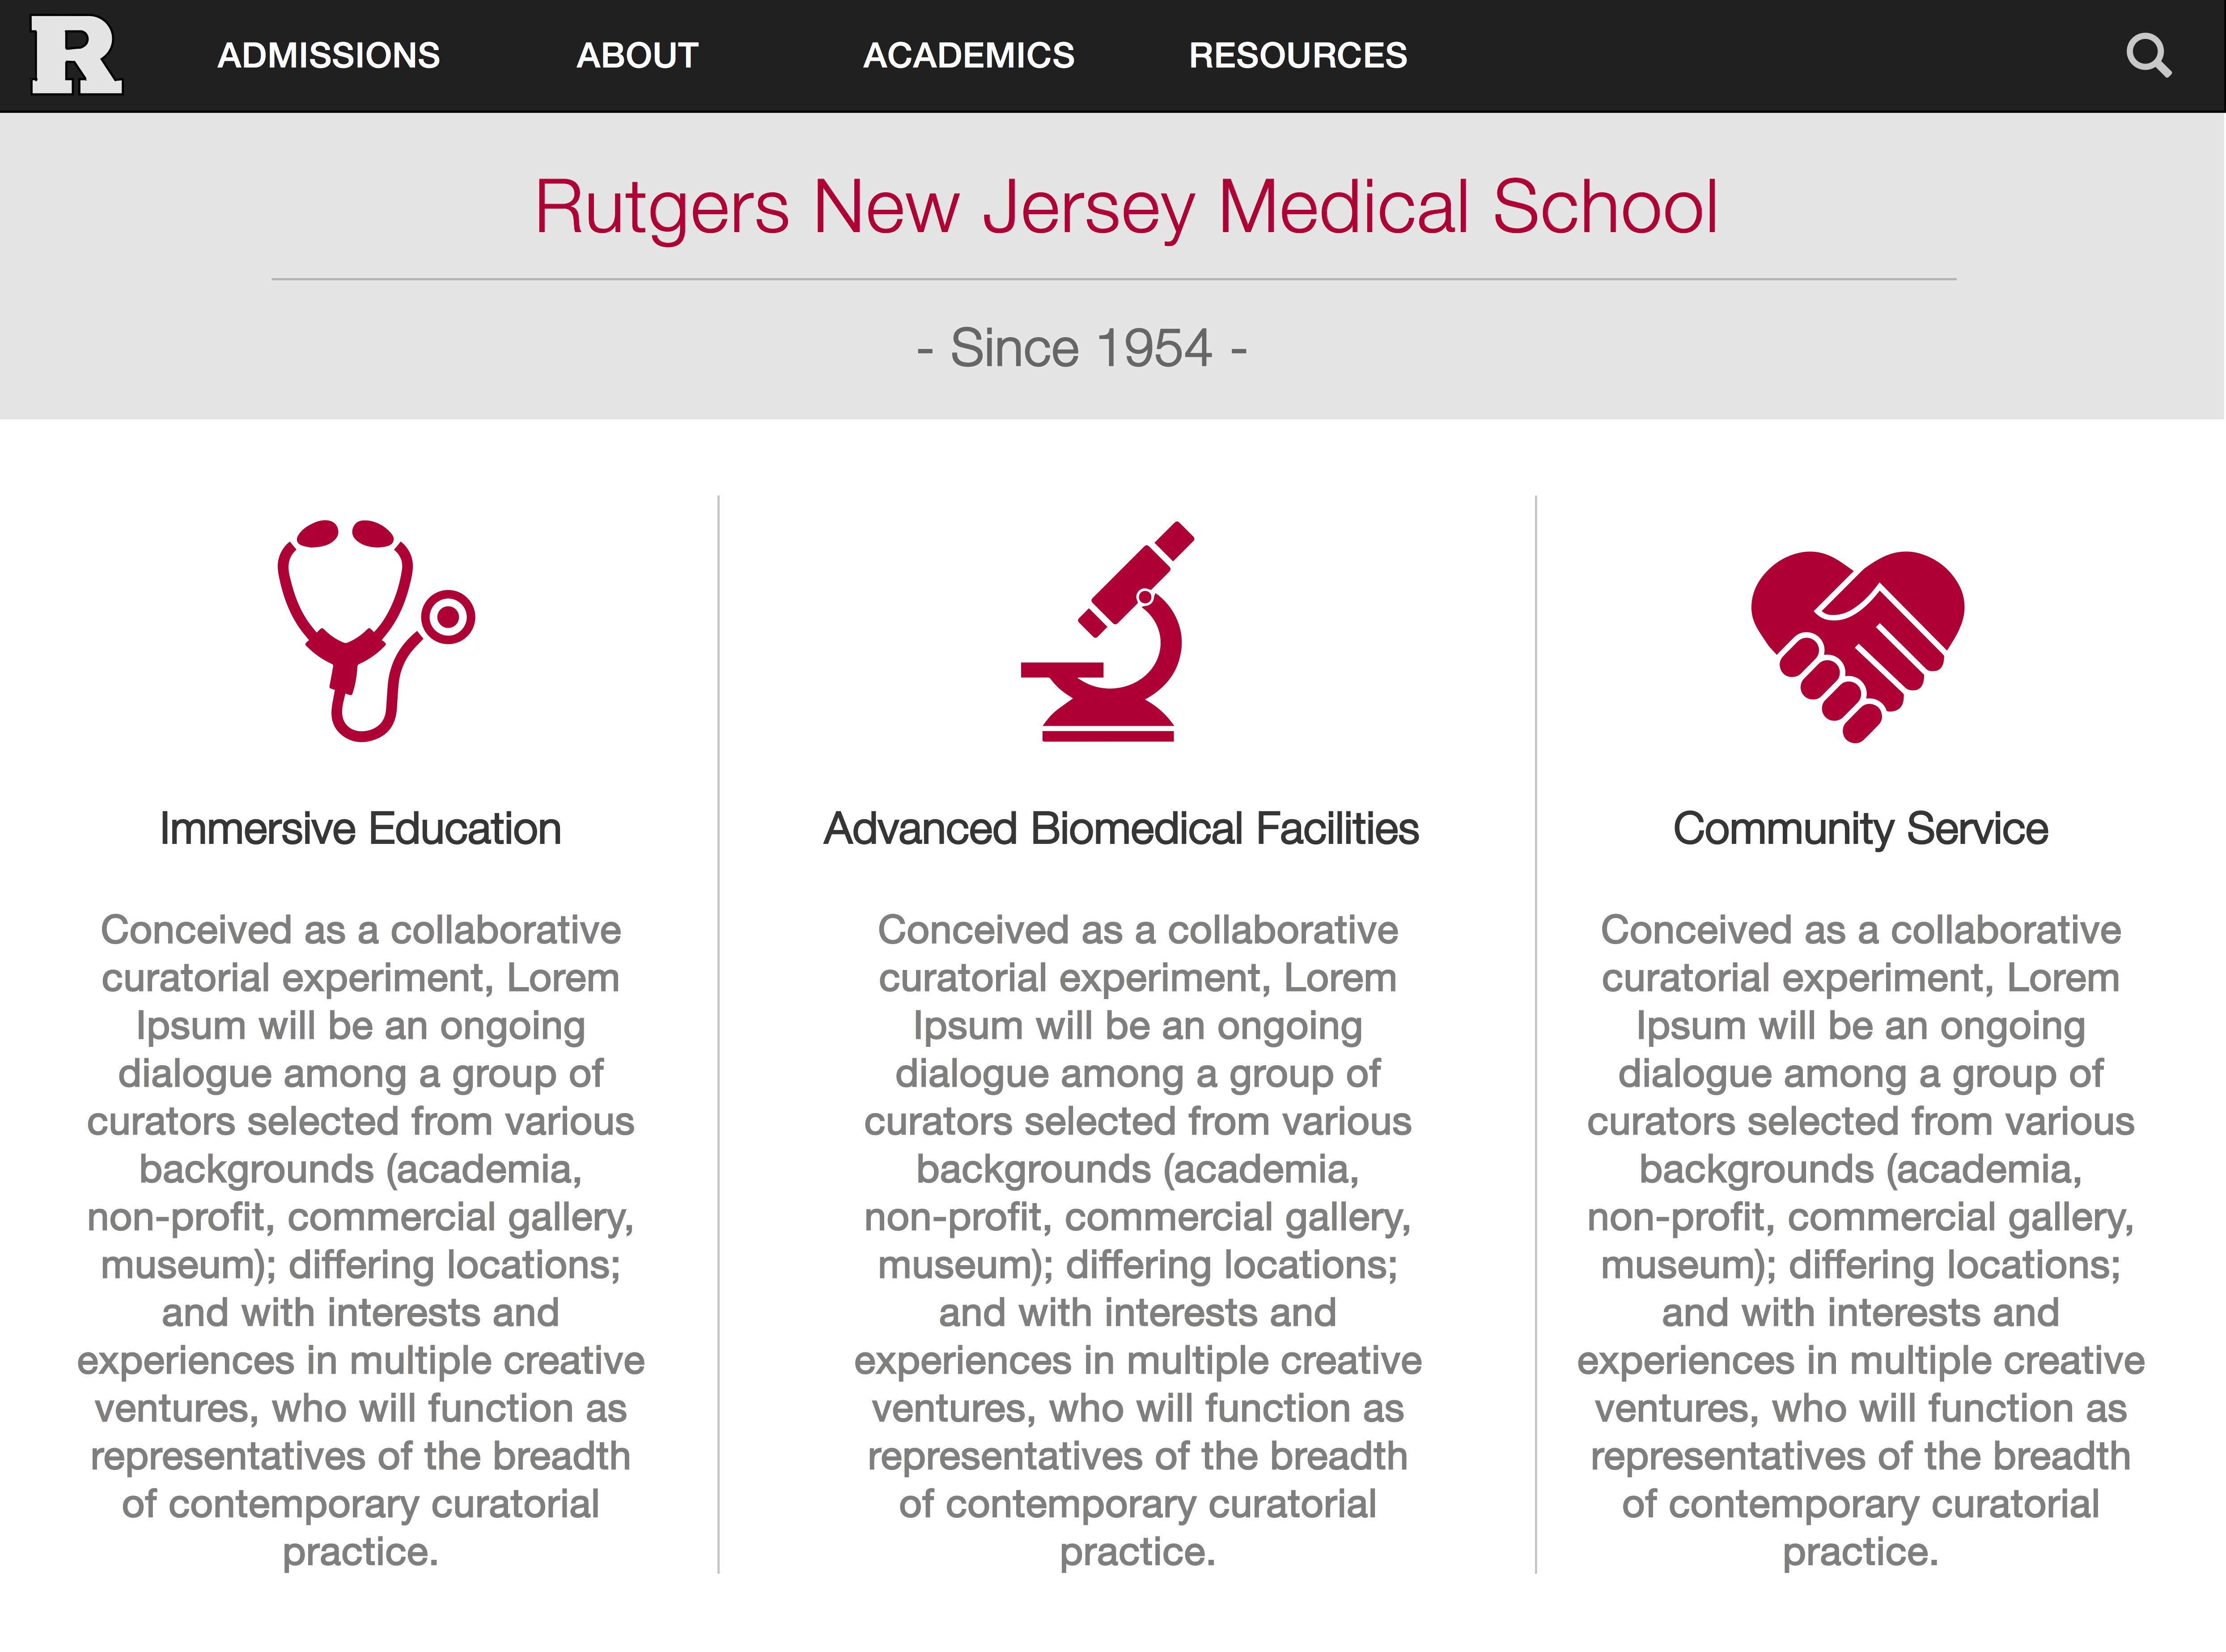 R
ADMISSIONS ABOUT ACADEMICS RESOURCES
Rutgers New Jersey Medical School
- Since 1954 -
Immersive Education
Conceived as a collaborative
curatorial experiment, Lorem
Ipsum will be an ongoing
dialogue among a group of
curators selected from various
backgrounds (academia,
non-profit, commercial gallery,
museum); differing locations;
and with interests and
experiences in multiple creative
ventures, who will function as
representatives of the breadth
of contemporary curatorial
practice.
Advanced Biomedical Facilities
Conceived as a collaborative
curatorial experiment, Lorem
Ipsum will be an ongoing
dialogue among a group of
curators selected from various
backgrounds (academia,
non-profit, commercial gallery,
museum); differing locations;
and with interests and
experiences in multiple creative
ventures, who will function as
representatives of the breadth
of contemporary curatorial
practice.
Community Service
Conceived as a collaborative
curatorial experiment, Lorem
Ipsum will be an ongoing
dialogue among a group of
curators selected from various
backgrounds (academia,
non-profit, commercial gallery,
museum); differing locations;
and with interests and
experiences in multiple creative
ventures, who will function as
representatives of the breadth
of contemporary curatorial
practice.